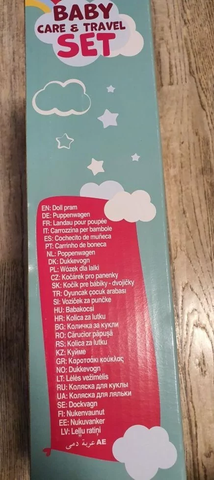 BABY
CARE & TRAVEL
SET
EN: Doll pram
DE: Puppenwagen
FR: Landau pour poupée
IT: Carrozzina per bambole
ES: Cochecito de muñeca
PT: Carrinho de boneca
NL: Poppenwagen
DK: Dukkevogn
PL: Wózek dla lalki
CZ: Kočárek pro panenky
SK: Kočík pre bábiky - dvojičky
TR: Oyuncak çocuk arabası
SI: Voziček za punčke
HU: Babakocsi
HR: Kolica za lutku
BG: Количка за кукли
RO: Cărucior păpușă
RS: Kolica za lutku
KZ: Күйме
GR: Καροτσάκι κούκλας
NO: Dukkevogn
LT: Lėlės vežimėlis
RU: Коляска для куклы
UA: Коляска для ляльки
SE: Dockvagn
FI: Nukenvaunut
EE: Nukuvanker
LV: Leļļu ratiņi
AE عربة دمى